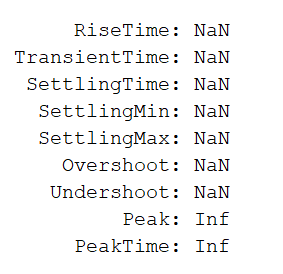 RiseTime: NaN
TransientTime: NaN
SettlingTime: NaN
SettlingMin: NaN
SettlingMax: NaN
Overshoot: NaN
Undershoot: NaN
Peak: Inf
PeakTime: Inf